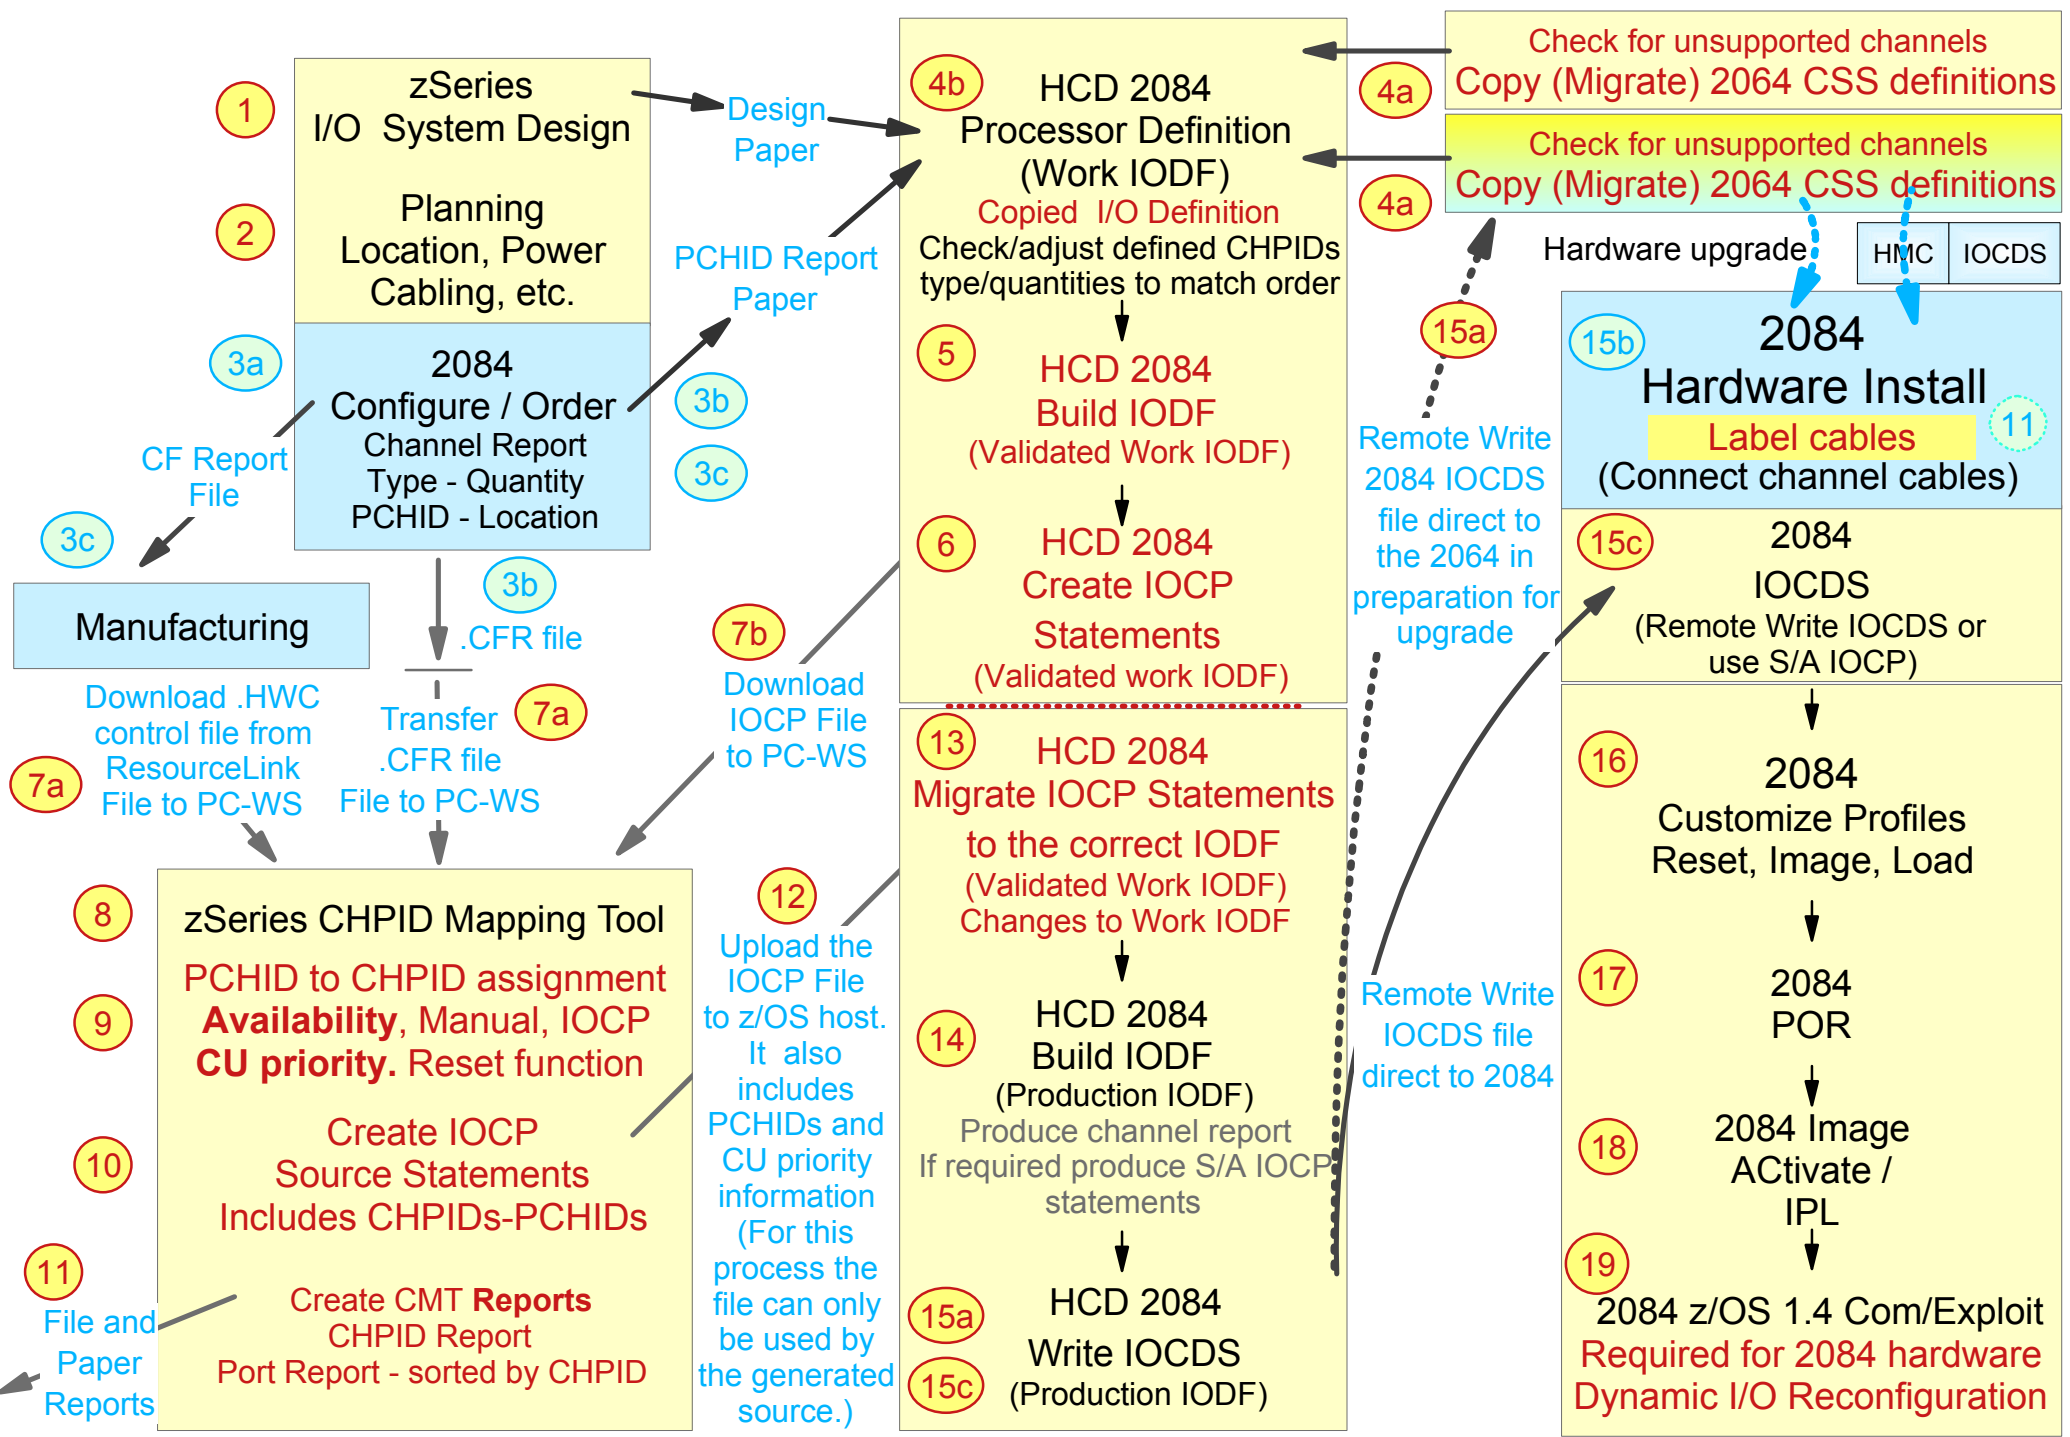 1
zSeries
I/O  System Design
2
Planning
Location, Power
Cabling, etc.
3a
2084
Configure / Order
Channel Report
Type - Quantity
PCHID - Location
Design
Paper
PCHID Report
Paper
3b
3c
CF Report
File
3c
Manufacturing
3b
.CFR file
Download .HWC
control file from
ResourceLink
File to PC-WS
7a
Transfer
.CFR file
File to PC-WS
7a
7b
Download
IOCP File
to PC-WS
8
zSeries CHPID Mapping Tool
9
PCHID to CHPID assignment
Availability, Manual, IOCP
CU priority. Reset function
10
Create IOCP
Source Statements
Includes CHPIDs-PCHIDs
11
Create CMT Reports
CHPID Report
Port Report - sorted by CHPID
File and
Paper
Reports
12
Upload the
IOCP File
to z/OS host.
It  also
includes
PCHIDs and
CU priority
information
(For this
process the
file can only
be used by
the generated
source.)
4b
HCD 2084
Processor Definition
(Work IODF)
Copied  I/O Definition
Check/adjust defined CHPIDs
type/quantities to match order
5
HCD 2084
Build IODF
(Validated Work IODF)
6
HCD 2084
Create IOCP
Statements
(Validated work IODF)
13
HCD 2084
Migrate IOCP Statements
to the correct IODF
(Validated Work IODF)
Changes to Work IODF
14
HCD 2084
Build IODF
(Production IODF)
Produce channel report
If required produce S/A IOCP
statements
15a
HCD 2084
Write IOCDS
15c
(Production IODF)
4a
Check for unsupported channels
Copy (Migrate) 2064 CSS definitions
4a
Check for unsupported channels
Copy (Migrate) 2064 CSS definitions
Hardware upgrade
HMC
IOCDS
15a
Remote Write
2084 IOCDS
file direct to
the 2064 in
preparation for
upgrade
Remote Write
IOCDS file
direct to 2084
15b
2084
Hardware Install
11
Label cables
(Connect channel cables)
15c
2084
IOCDS
(Remote Write IOCDS or
use S/A IOCP)
16
2084
Customize Profiles
Reset, Image, Load
17
2084
POR
18
2084 Image
ACtivate /
IPL
19
2084 z/OS 1.4 Com/Exploit
Required for 2084 hardware
Dynamic I/O Reconfiguration